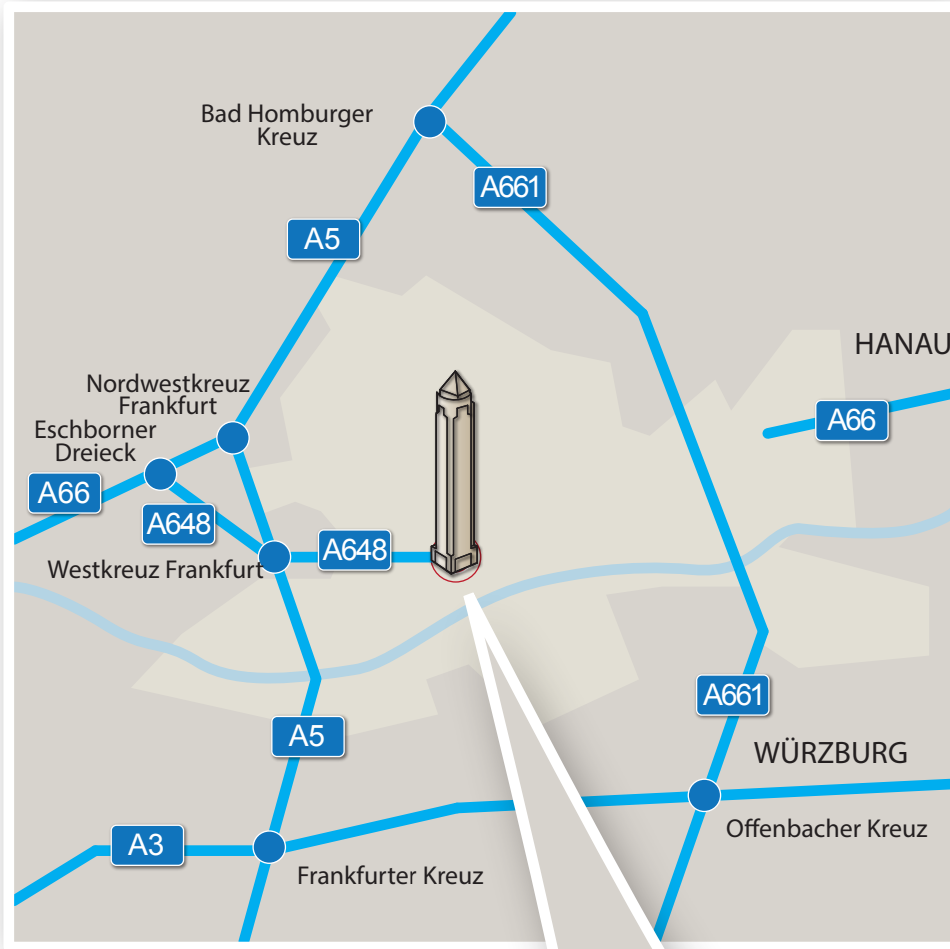 Bad Homburger
Kreuz
A661
A5
HANAU
Nordwestkreuz
Frankfurt
A66
Eschborner
Dreieck
A66
A648
A648
Westkreuz Frankfurt
A661
A5
WÜRZBURG
Offenbacher Kreuz
A3
Frankfurter Kreuz